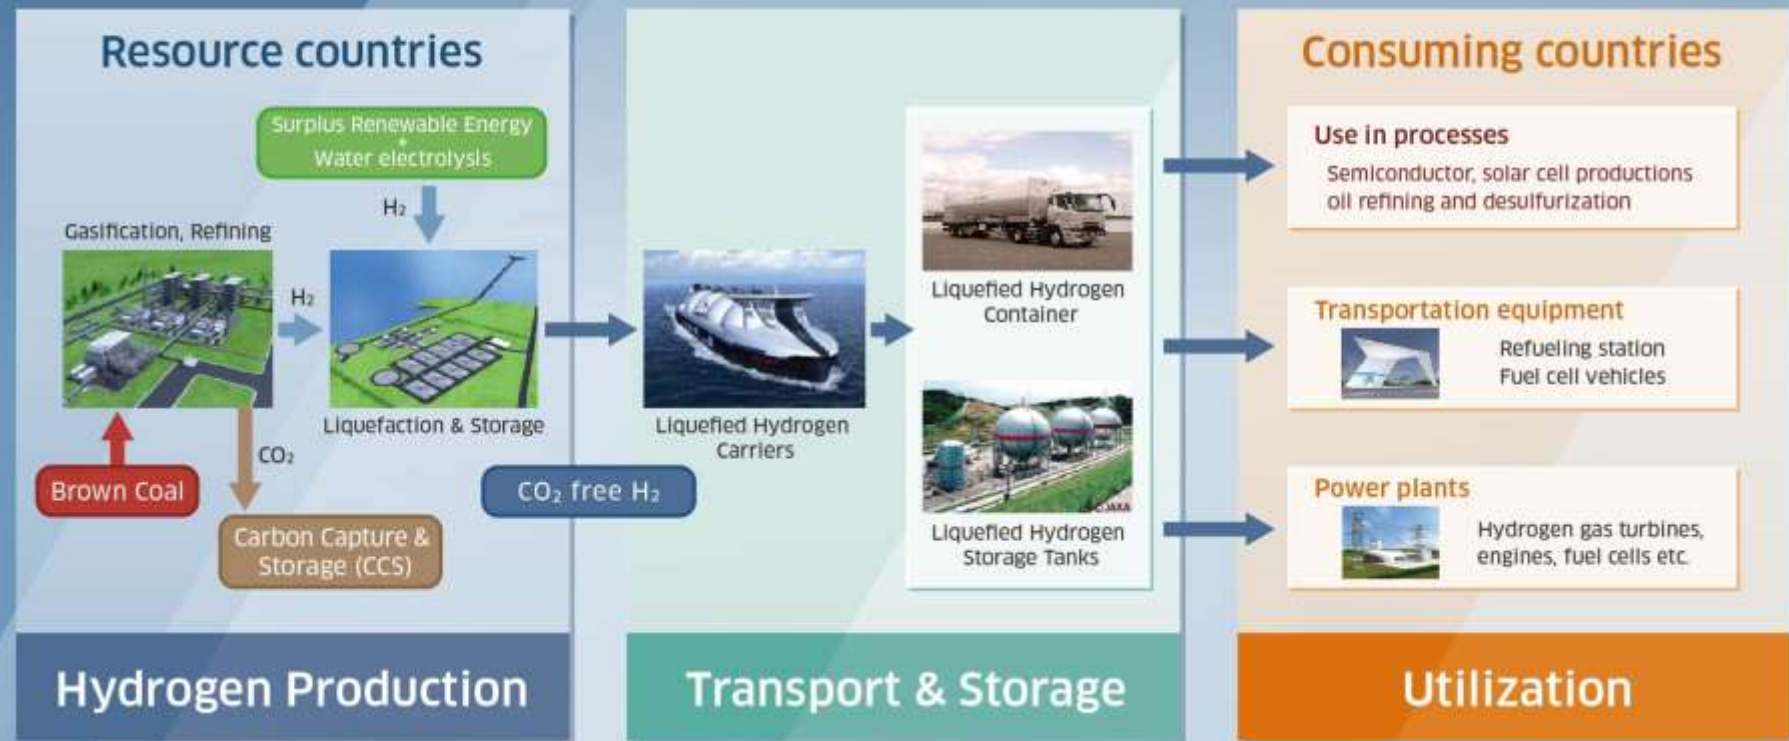 Resource countries
Surplus Renewable Energy
+
Water electrolysis
H₂
Gasification, Refining
H₂
Liquefaction & Storage
CO₂
Brown Coal
Carbon Capture &
Storage (CCS)
CO₂ free H₂
Hydrogen Production
Liquefied Hydrogen
Carriers
Liquefied Hydrogen
Container
©JAXA
Liquefied Hydrogen
Storage Tanks
Transport & Storage
Consuming countries
Use in processes
Semiconductor, solar cell productions
oil refining and desulfurization
Transportation equipment
Refueling station
Fuel cell vehicles
Power plants
Hydrogen gas turbines,
engines, fuel cells etc.
Utilization